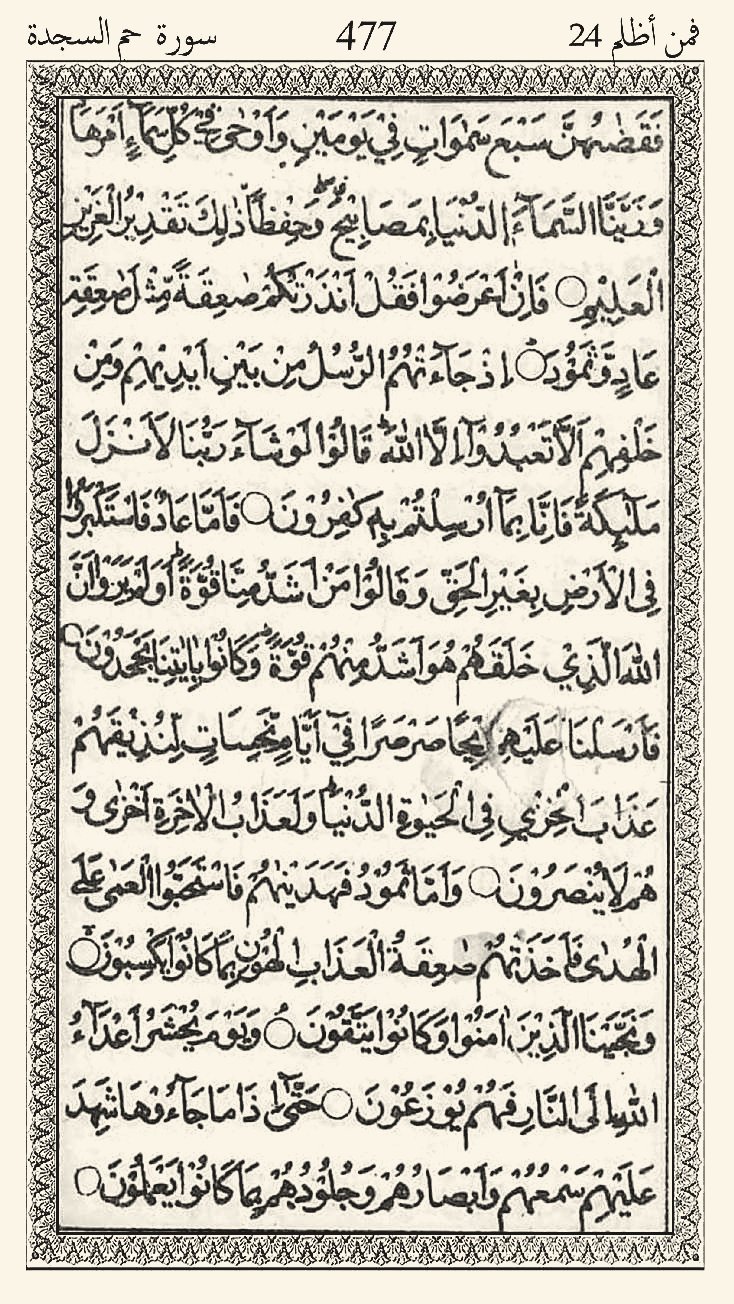 فمن أظلم 24 477 سورة حم السجدة
فَقَضٰىهُنَّ سَبْعَ سَمٰوَاتٍ فِيْ يَوْمَيْنِ وَاَوْحٰى فِيْ كُلِّ سَمَآءٍ اَمْرَهَا ؕ
وَزَيَّنَّا السَّمَآءَ الدُّنْيَا بِمَصَابِيْحَ ۖۗ وَحِفْظًا ؕ ذٰلِكَ تَقْدِيْرُ الْعَزِيْزِ
الْعَلِيْمِ ○ فَاِنْ اَعْرَضُوْا فَقُلْ اَنْذَرْتُكُمْ صٰعِقَةً مِّثْلَ صٰعِقَةِ
عَادٍ وَّثَمُوْدَ ○ اِذْ جَآءَتْهُمُ الرُّسُلُ مِنْ بَيْنِ اَيْدِيْهِمْ وَمِنْ
خَلْفِهِمْ اَلَّا تَعْبُدُوْٓا اِلَّا اللّٰهَ ؕ قَالُوْا لَوْ شَآءَ رَبُّنَا لَاَنْزَلَ
مَلٰٓئِكَةً فَاِنَّا بِمَآ اُرْسِلْتُمْ بِهٖ كٰفِرُوْنَ ○ فَاَمَّا عَادٌ فَاسْتَكْبَرُوْا
فِى الْاَرْضِ بِغَيْرِ الْحَقِّ وَقَالُوْا مَنْ اَشَدُّ مِنَّا قُوَّةً ؕ اَوَلَمْ يَرَوْا اَنَّ
اللّٰهَ الَّذِيْ خَلَقَهُمْ هُوَ اَشَدُّ مِنْهُمْ قُوَّةً ؕ وَكَانُوْا بِاٰيٰتِنَا يَجْحَدُوْنَ ○
فَاَرْسَلْنَا عَلَيْهِمْ رِيْحًا صَرْصَرًا فِيْٓ اَيَّامٍ نَّحِسَاتٍ لِّنُذِيْقَهُمْ
عَذَابَ الْخِزْيِ فِى الْحَيٰوةِ الدُّنْيَا ؕ وَلَعَذَابُ الْاٰخِرَةِ اَخْزٰى وَ
هُمْ لَا يُنْصَرُوْنَ ○ وَاَمَّا ثَمُوْدُ فَهَدَيْنٰهُمْ فَاسْتَحَبُّوا الْعَمٰى عَلَى
الْهُدٰى فَاَخَذَتْهُمْ صٰعِقَةُ الْعَذَابِ الْهُوْنِ بِمَا كَانُوْا يَكْسِبُوْنَ ○
وَنَجَّيْنَا الَّذِيْنَ اٰمَنُوْا وَكَانُوْا يَتَّقُوْنَ ○ وَيَوْمَ يُحْشَرُ اَعْدَآءُ
اللّٰهِ اِلَى النَّارِ فَهُمْ يُوْزَعُوْنَ ○ حَتّٰٓى اِذَا مَا جَآءُوْهَا شَهِدَ
عَلَيْهِمْ سَمْعُهُمْ وَاَبْصَارُهُمْ وَجُلُوْدُهُمْ بِمَا كَانُوْا يَعْمَلُوْنَ ○